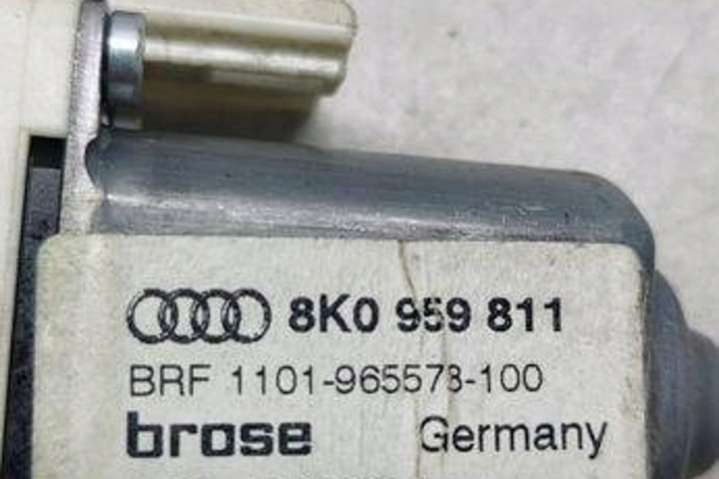 8K0 959 811
BRF 1101-965578-100
brose Germany